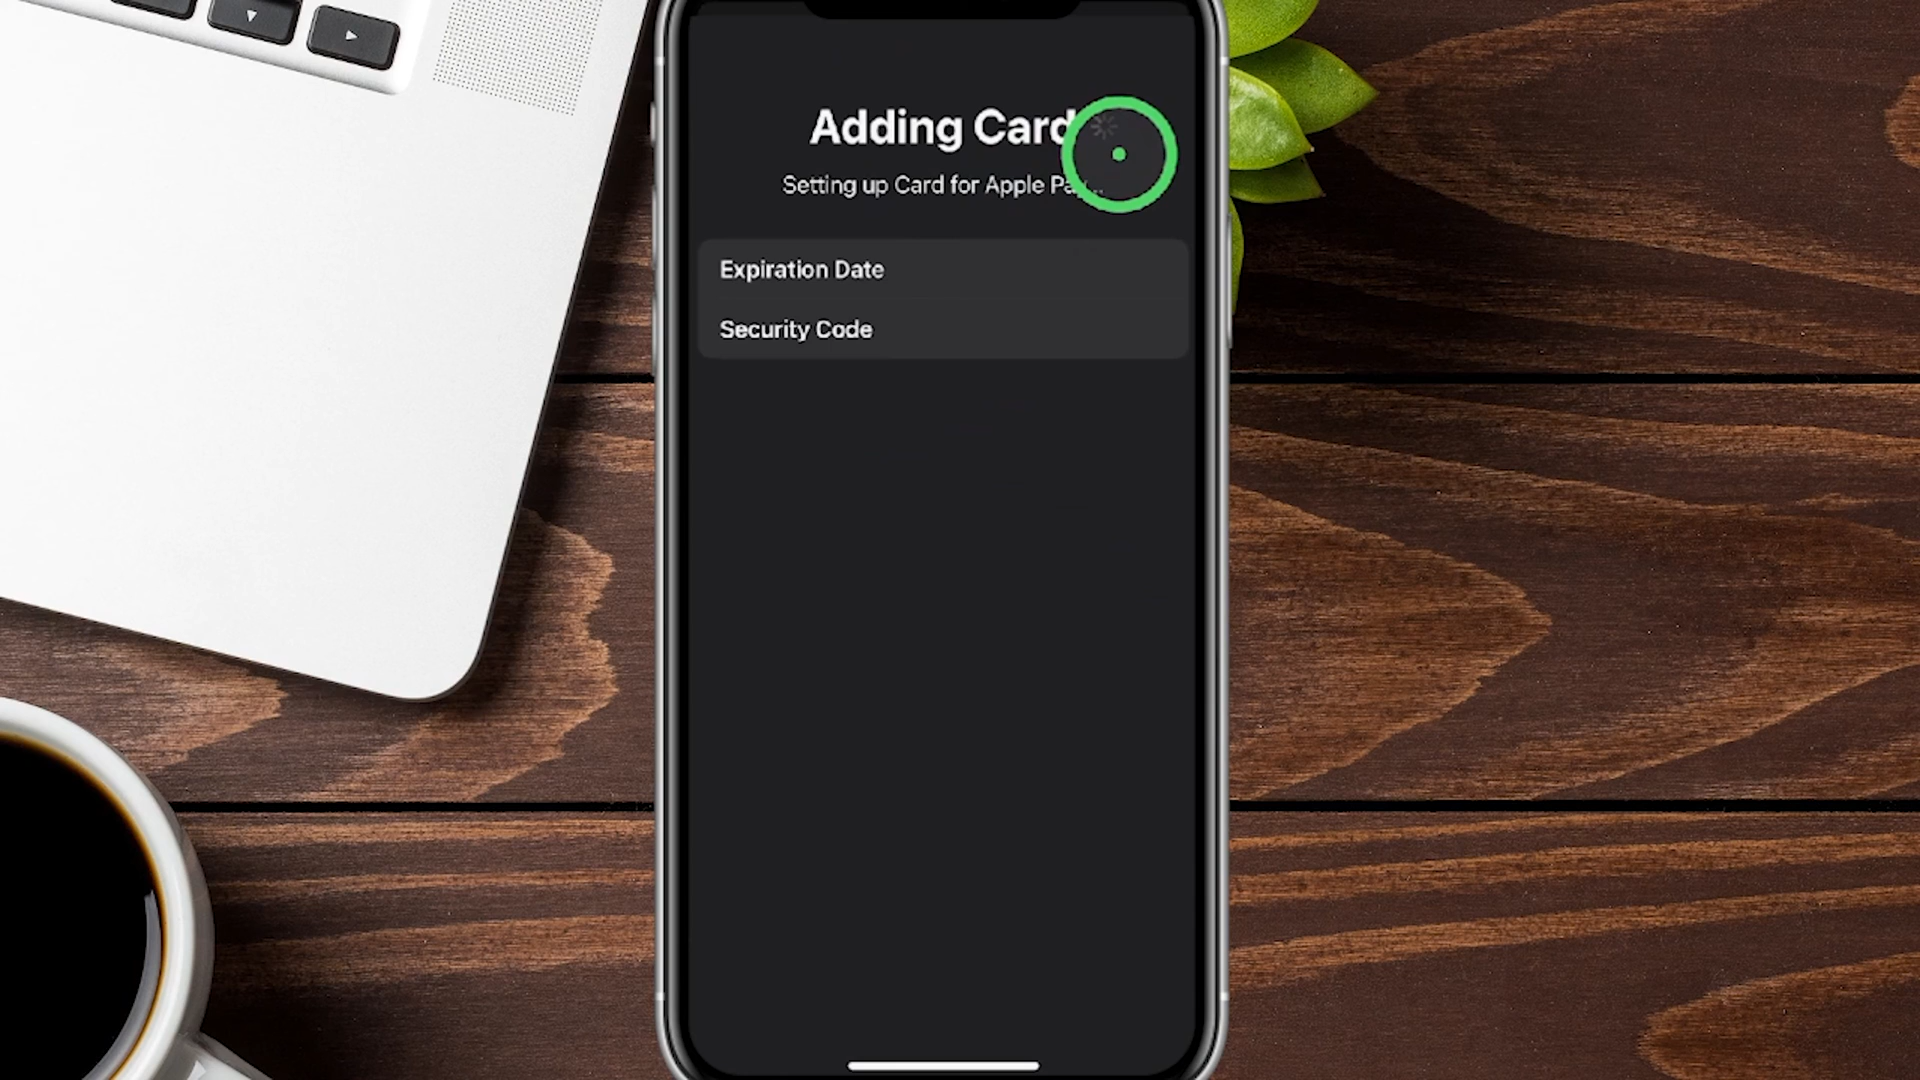 Adding Card
Setting up Card for Apple Pay...
Expiration Date
Security Code